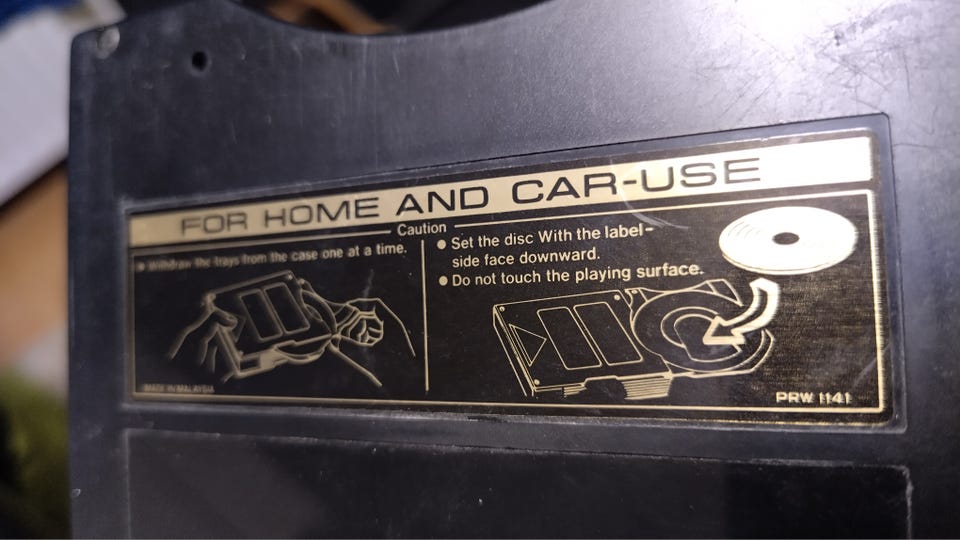 FOR HOME AND CAR-USE
Caution
● Withdraw the trays from the case one at a time.
● Set the disc With the label-
side face downward.
● Do not touch the playing surface.
MADE IN MALAYSIA
PRW 1141